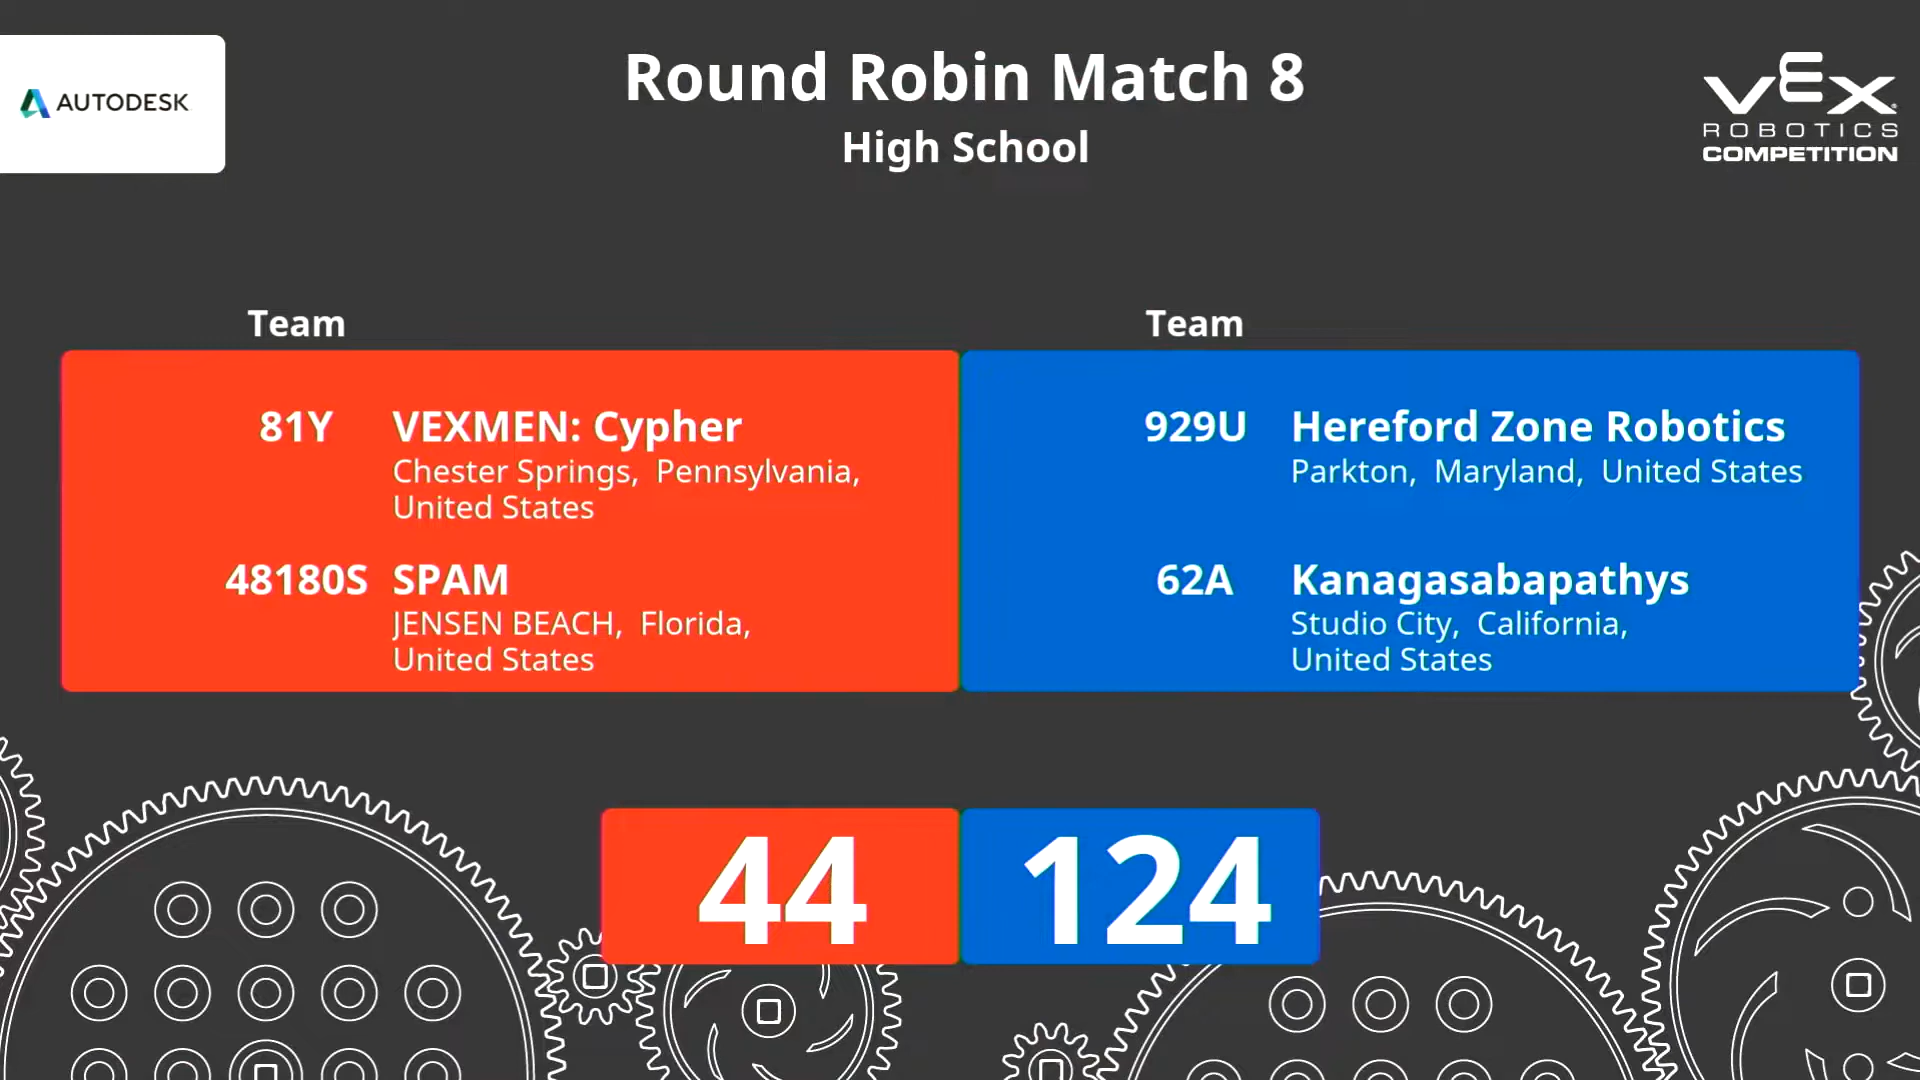 AUTODESK
Round Robin Match 8
High School
VEX
ROBOTICS
COMPETITION
Team
81Y VEXMEN: Cypher
Chester Springs, Pennsylvania,
United States
48180S SPAM
JENSEN BEACH, Florida,
United States
Team
929U Hereford Zone Robotics
Parkton, Maryland, United States
62A Kanagasabapathys
Studio City, California,
United States
44
124